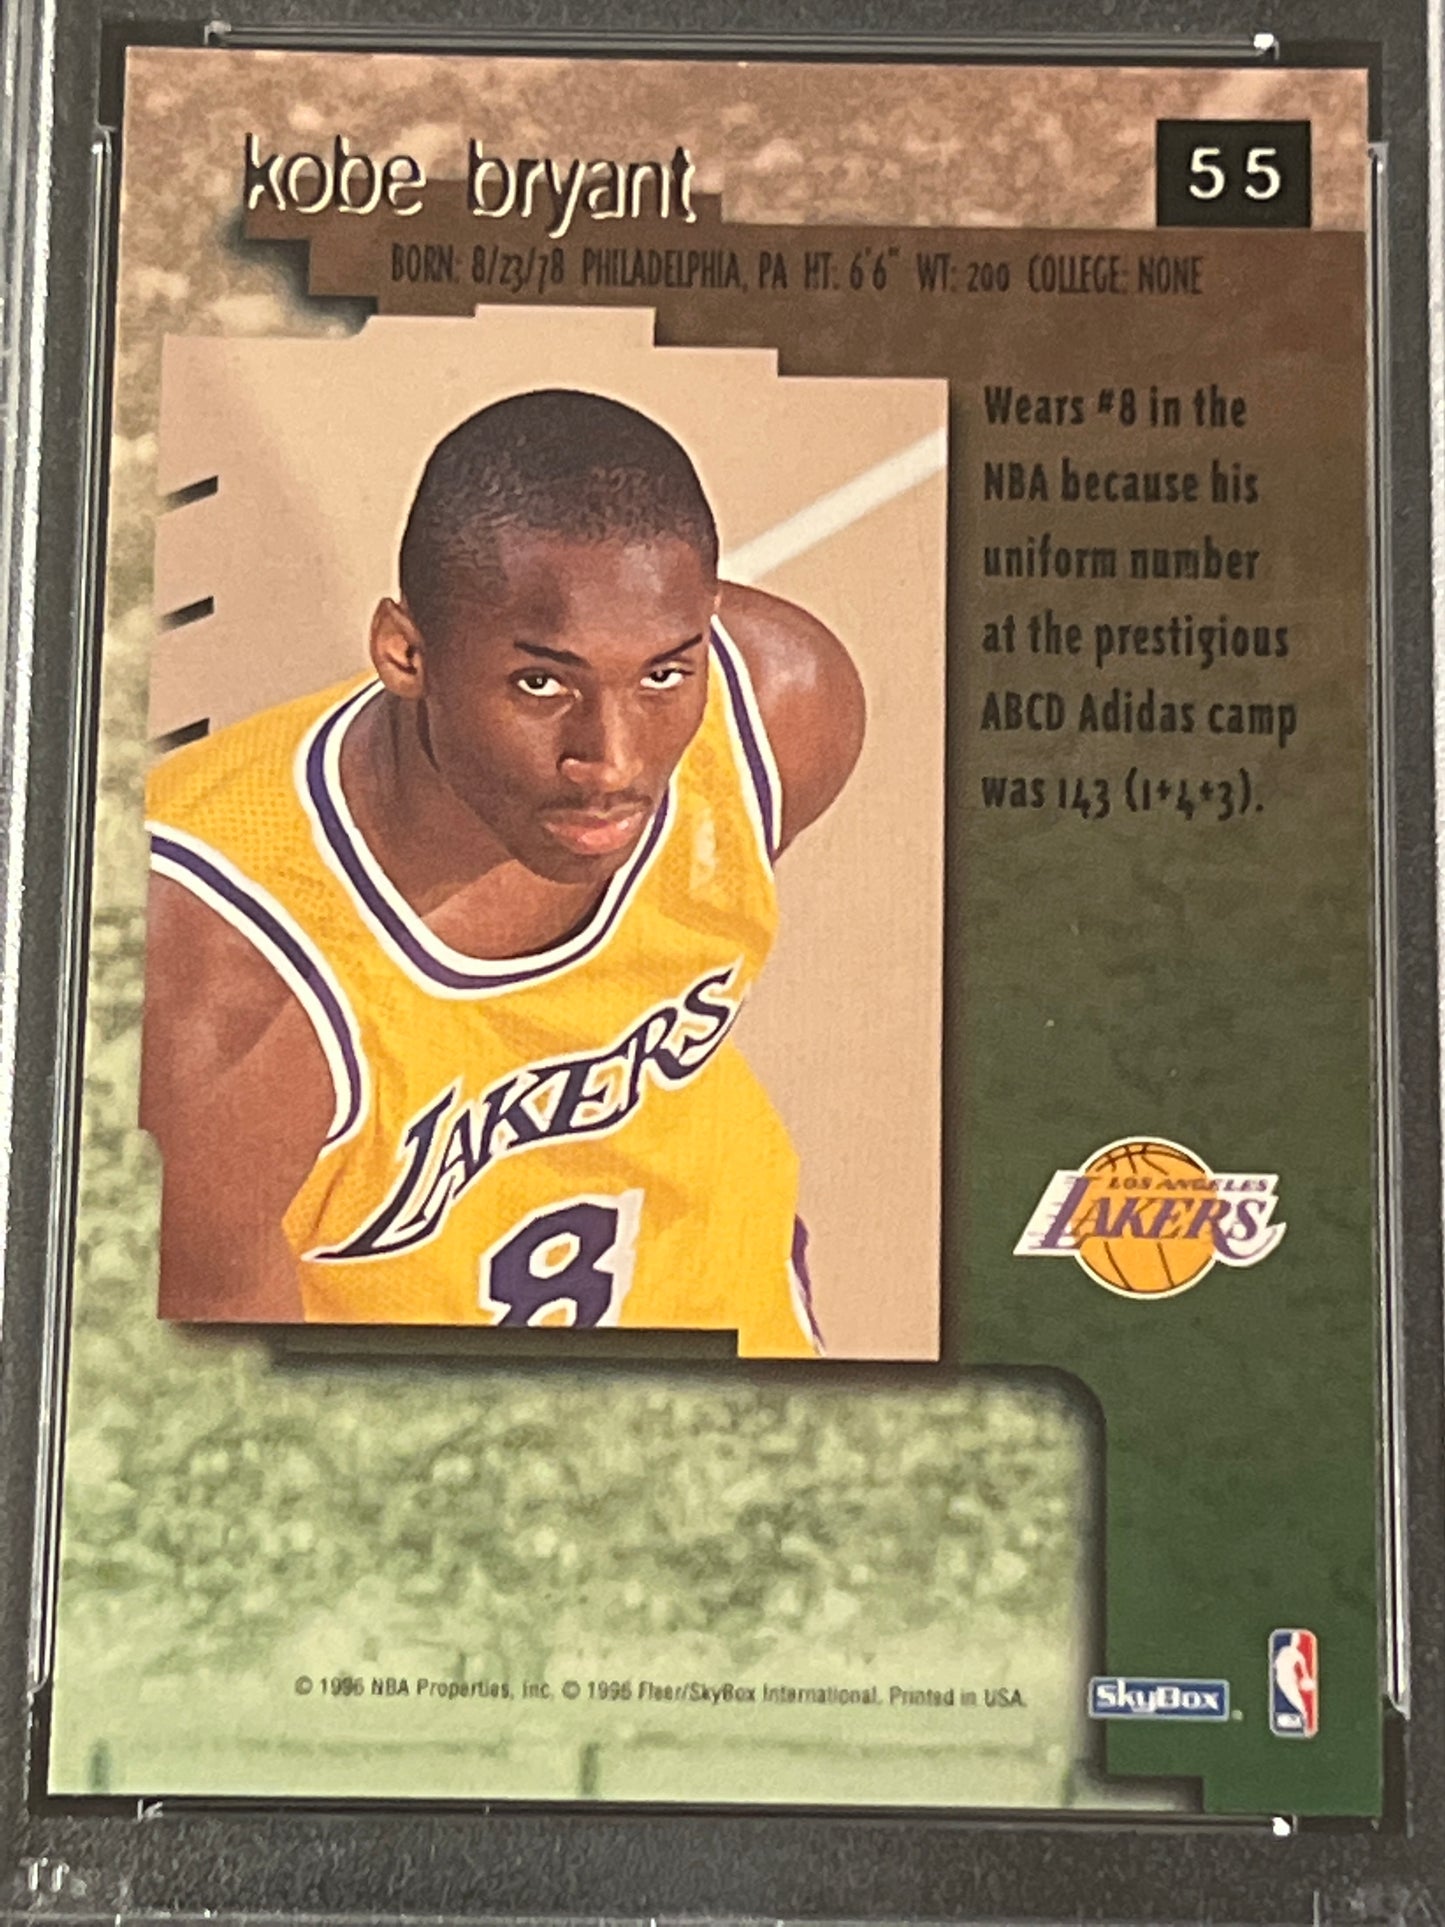 kobe bryant
55
BORN: 8/23/78 PHILADELPHIA, PA HT: 6'6" WT: 200 COLLEGE: NONE
Wears #8 in the
NBA because his
uniform number
at the prestigious
ABCD Adidas camp
was 143 (1+4+3).
LAKERS
8
LOS ANGELES
LAKERS
© 1996 NBA Properties, Inc. © 1996 Fleer/SkyBox International. Printed in USA.
SkyBox